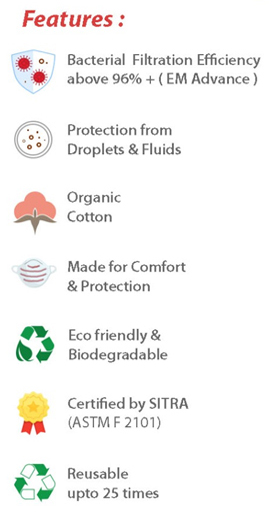 Features :
Bacterial Filtration Efficiency
above 96% + ( EM Advance )
Protection from
Droplets & Fluids
Organic
Cotton
Made for Comfort
& Protection
Eco friendly &
Biodegradable
Certified by SITRA
(ASTM F 2101)
Reusable
upto 25 times